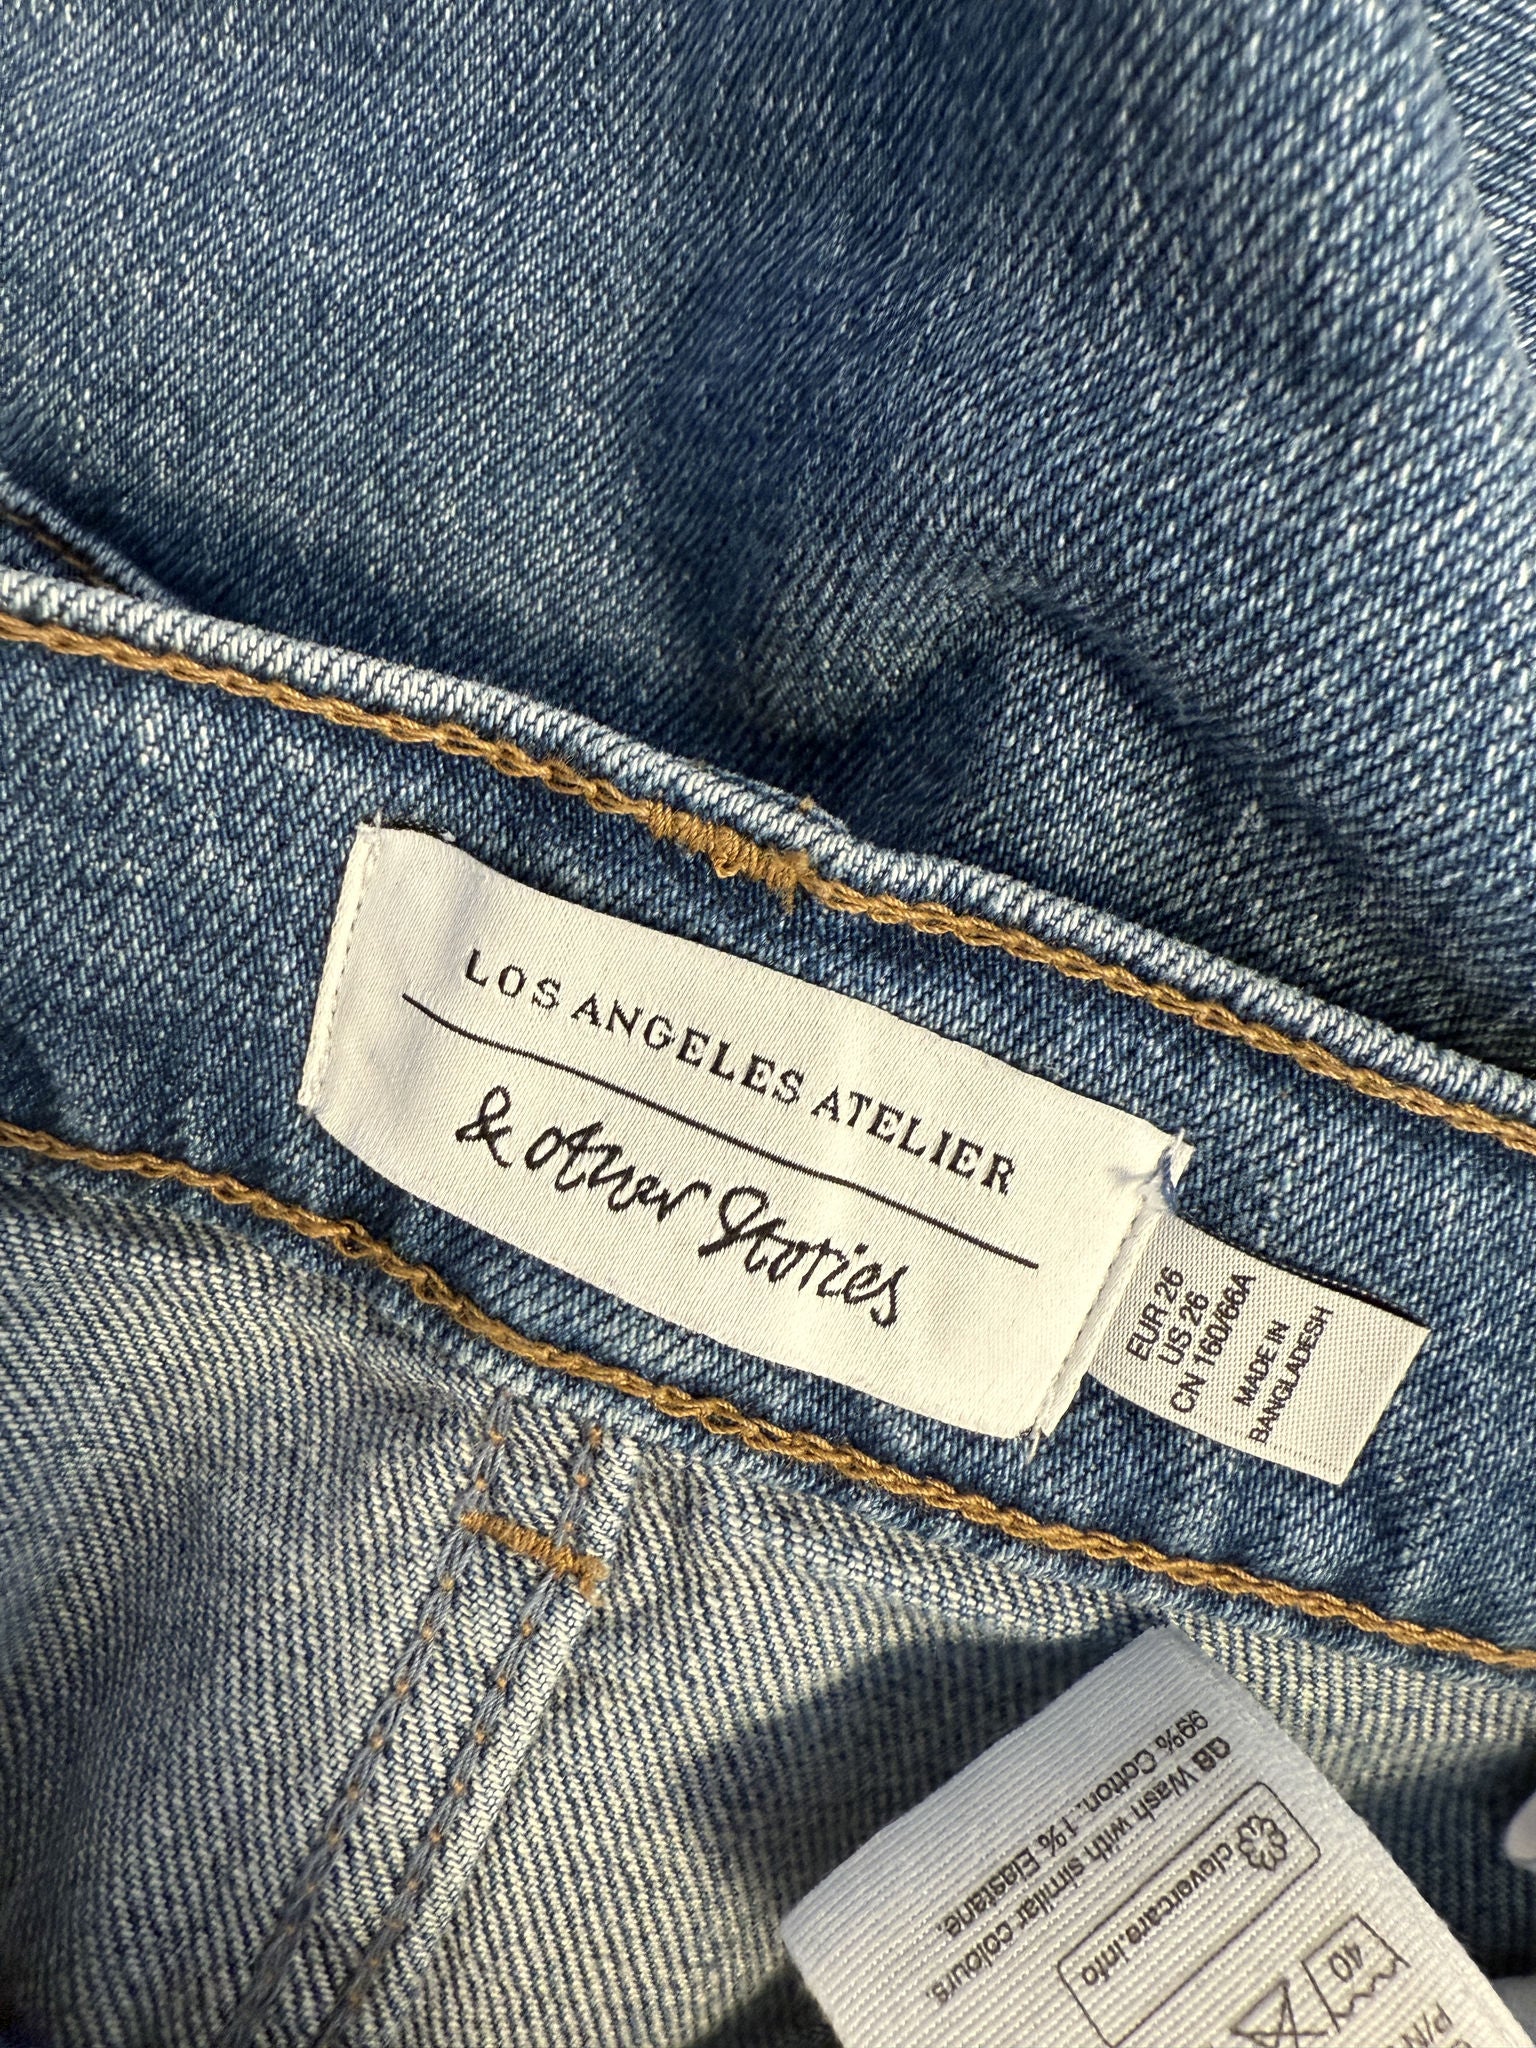 LOS ANGELES ATELIER
& other Stories
EUR 26
US 26
CN 160/66A
MADE IN
BANGLADESH
99% Cotton. 1% Elastane.
GB Wash with similar colours.
clevercare.info
40
P/N